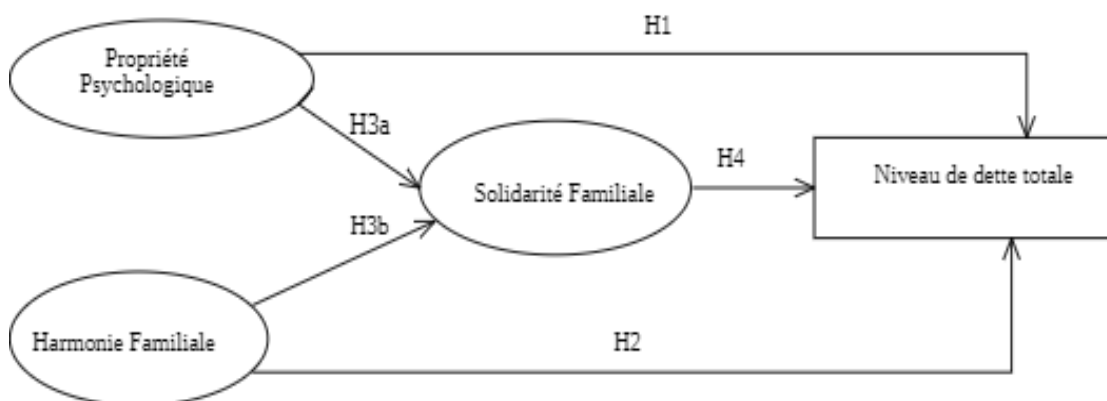 H1
Propriété
Psychologique
H3a
H4
Niveau de dette totale
Solidarité Familiale
H3b
Harmonie Familiale
H2